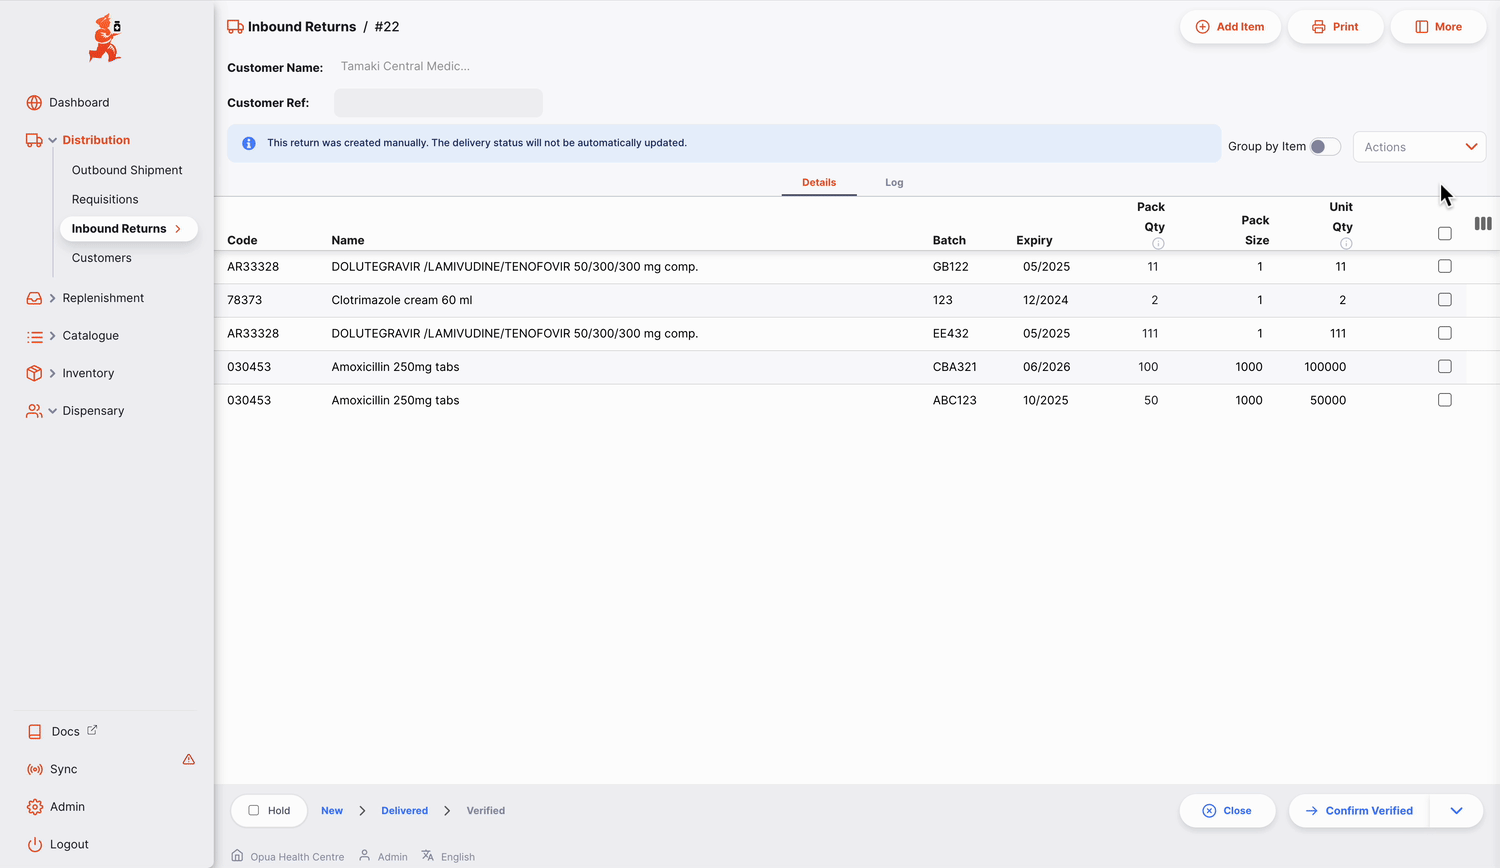 Inbound Returns / #22
Add Item
Print
More
Customer Name: Tamaki Central Medic...
Customer Ref:
This return was created manually. The delivery status will not be automatically updated.
Group by Item
Actions
Details
Log
Code
Name
Batch
Expiry
Pack Qty
Pack Size
Unit Qty
AR33328 DOLUTEGRAVIR /LAMIVUDINE/TENOFOVIR 50/300/300 mg comp. GB122 05/2025 11 1 11
78373 Clotrimazole cream 60 ml 123 12/2024 2 1 2
AR33328 DOLUTEGRAVIR /LAMIVUDINE/TENOFOVIR 50/300/300 mg comp. EE432 05/2025 111 1 111
030453 Amoxicillin 250mg tabs CBA321 06/2026 100 1000 100000
030453 Amoxicillin 250mg tabs ABC123 10/2025 50 1000 50000
Dashboard
Distribution
Outbound Shipment
Requisitions
Inbound Returns
Customers
Replenishment
Catalogue
Inventory
Dispensary
Docs
Sync
Admin
Logout
Hold
New
Delivered
Verified
Close
Confirm Verified
Opua Health Centre
Admin
English